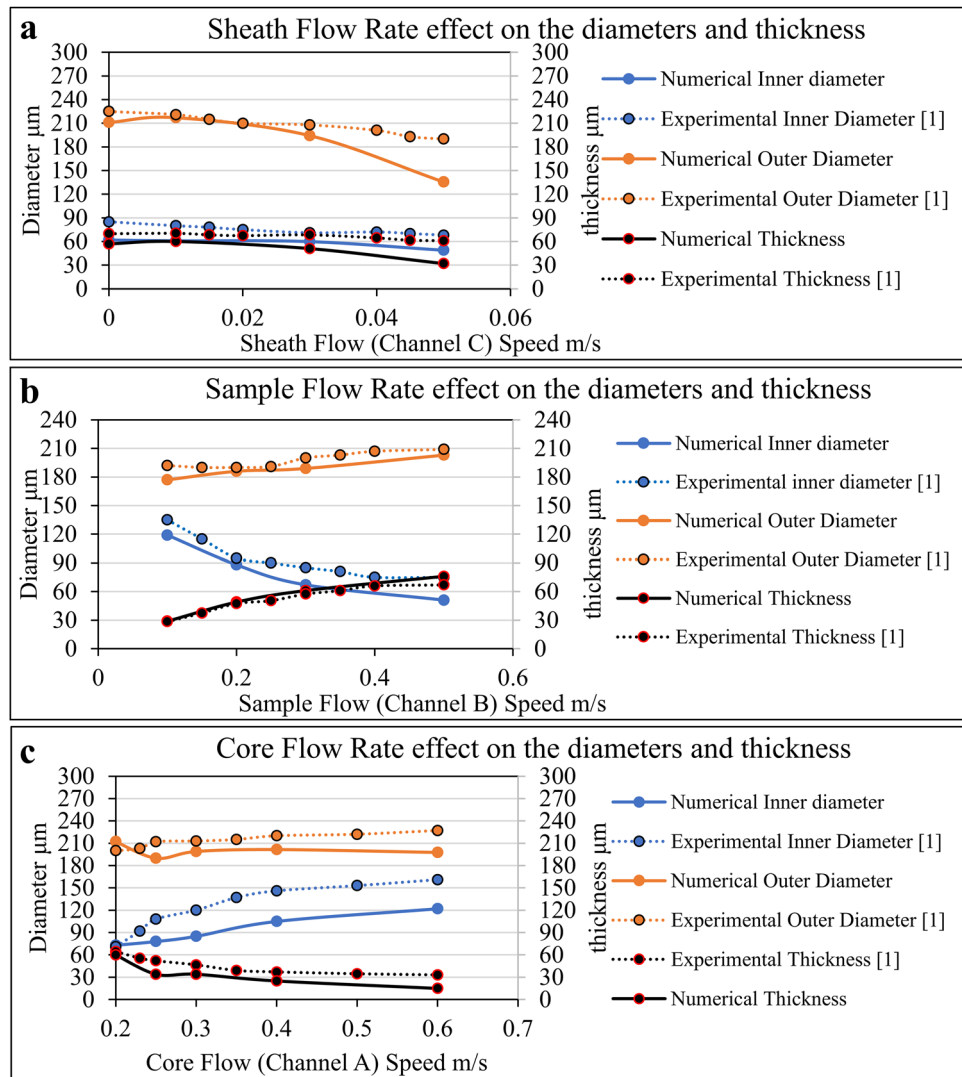 a
Sheath Flow Rate effect on the diameters and thickness
300
270
240
210
180
150
120
90
60
30
0
Diameter µm
0
0.02
0.04
0.06
Sheath Flow (Channel C) Speed m/s
300
270
240
210
180
150
120
90
60
30
0
thickness µm
Numerical Inner diameter
Experimental Inner Diameter [1]
Numerical Outer Diameter
Experimental Outer Diameter [1]
Numerical Thickness
Experimental Thickness [1]
b
Sample Flow Rate effect on the diameters and thickness
240
210
180
150
120
90
60
30
0
Diameter µm
0
0.2
0.4
0.6
Sample Flow (Channel B) Speed m/s
240
210
180
150
120
90
60
30
0
thickness µm
Numerical Inner diameter
Experimental inner diameter [1]
Numerical Outer Diameter
Experimental Outer Diameter [1]
Numerical Thickness
Experimental Thickness [1]
c
Core Flow Rate effect on the diameters and thickness
300
270
240
210
180
150
120
90
60
30
0
Diameter µm
0.2
0.3
0.4
0.5
0.6
0.7
Core Flow (Channel A) Speed m/s
300
270
240
210
180
150
120
90
60
30
0
thickness µm
Numerical Inner diameter
Experimental Inner Diameter [1]
Numerical Outer Diameter
Experimental Outer Diameter [1]
Experimental Thickness [1]
Numerical Thickness